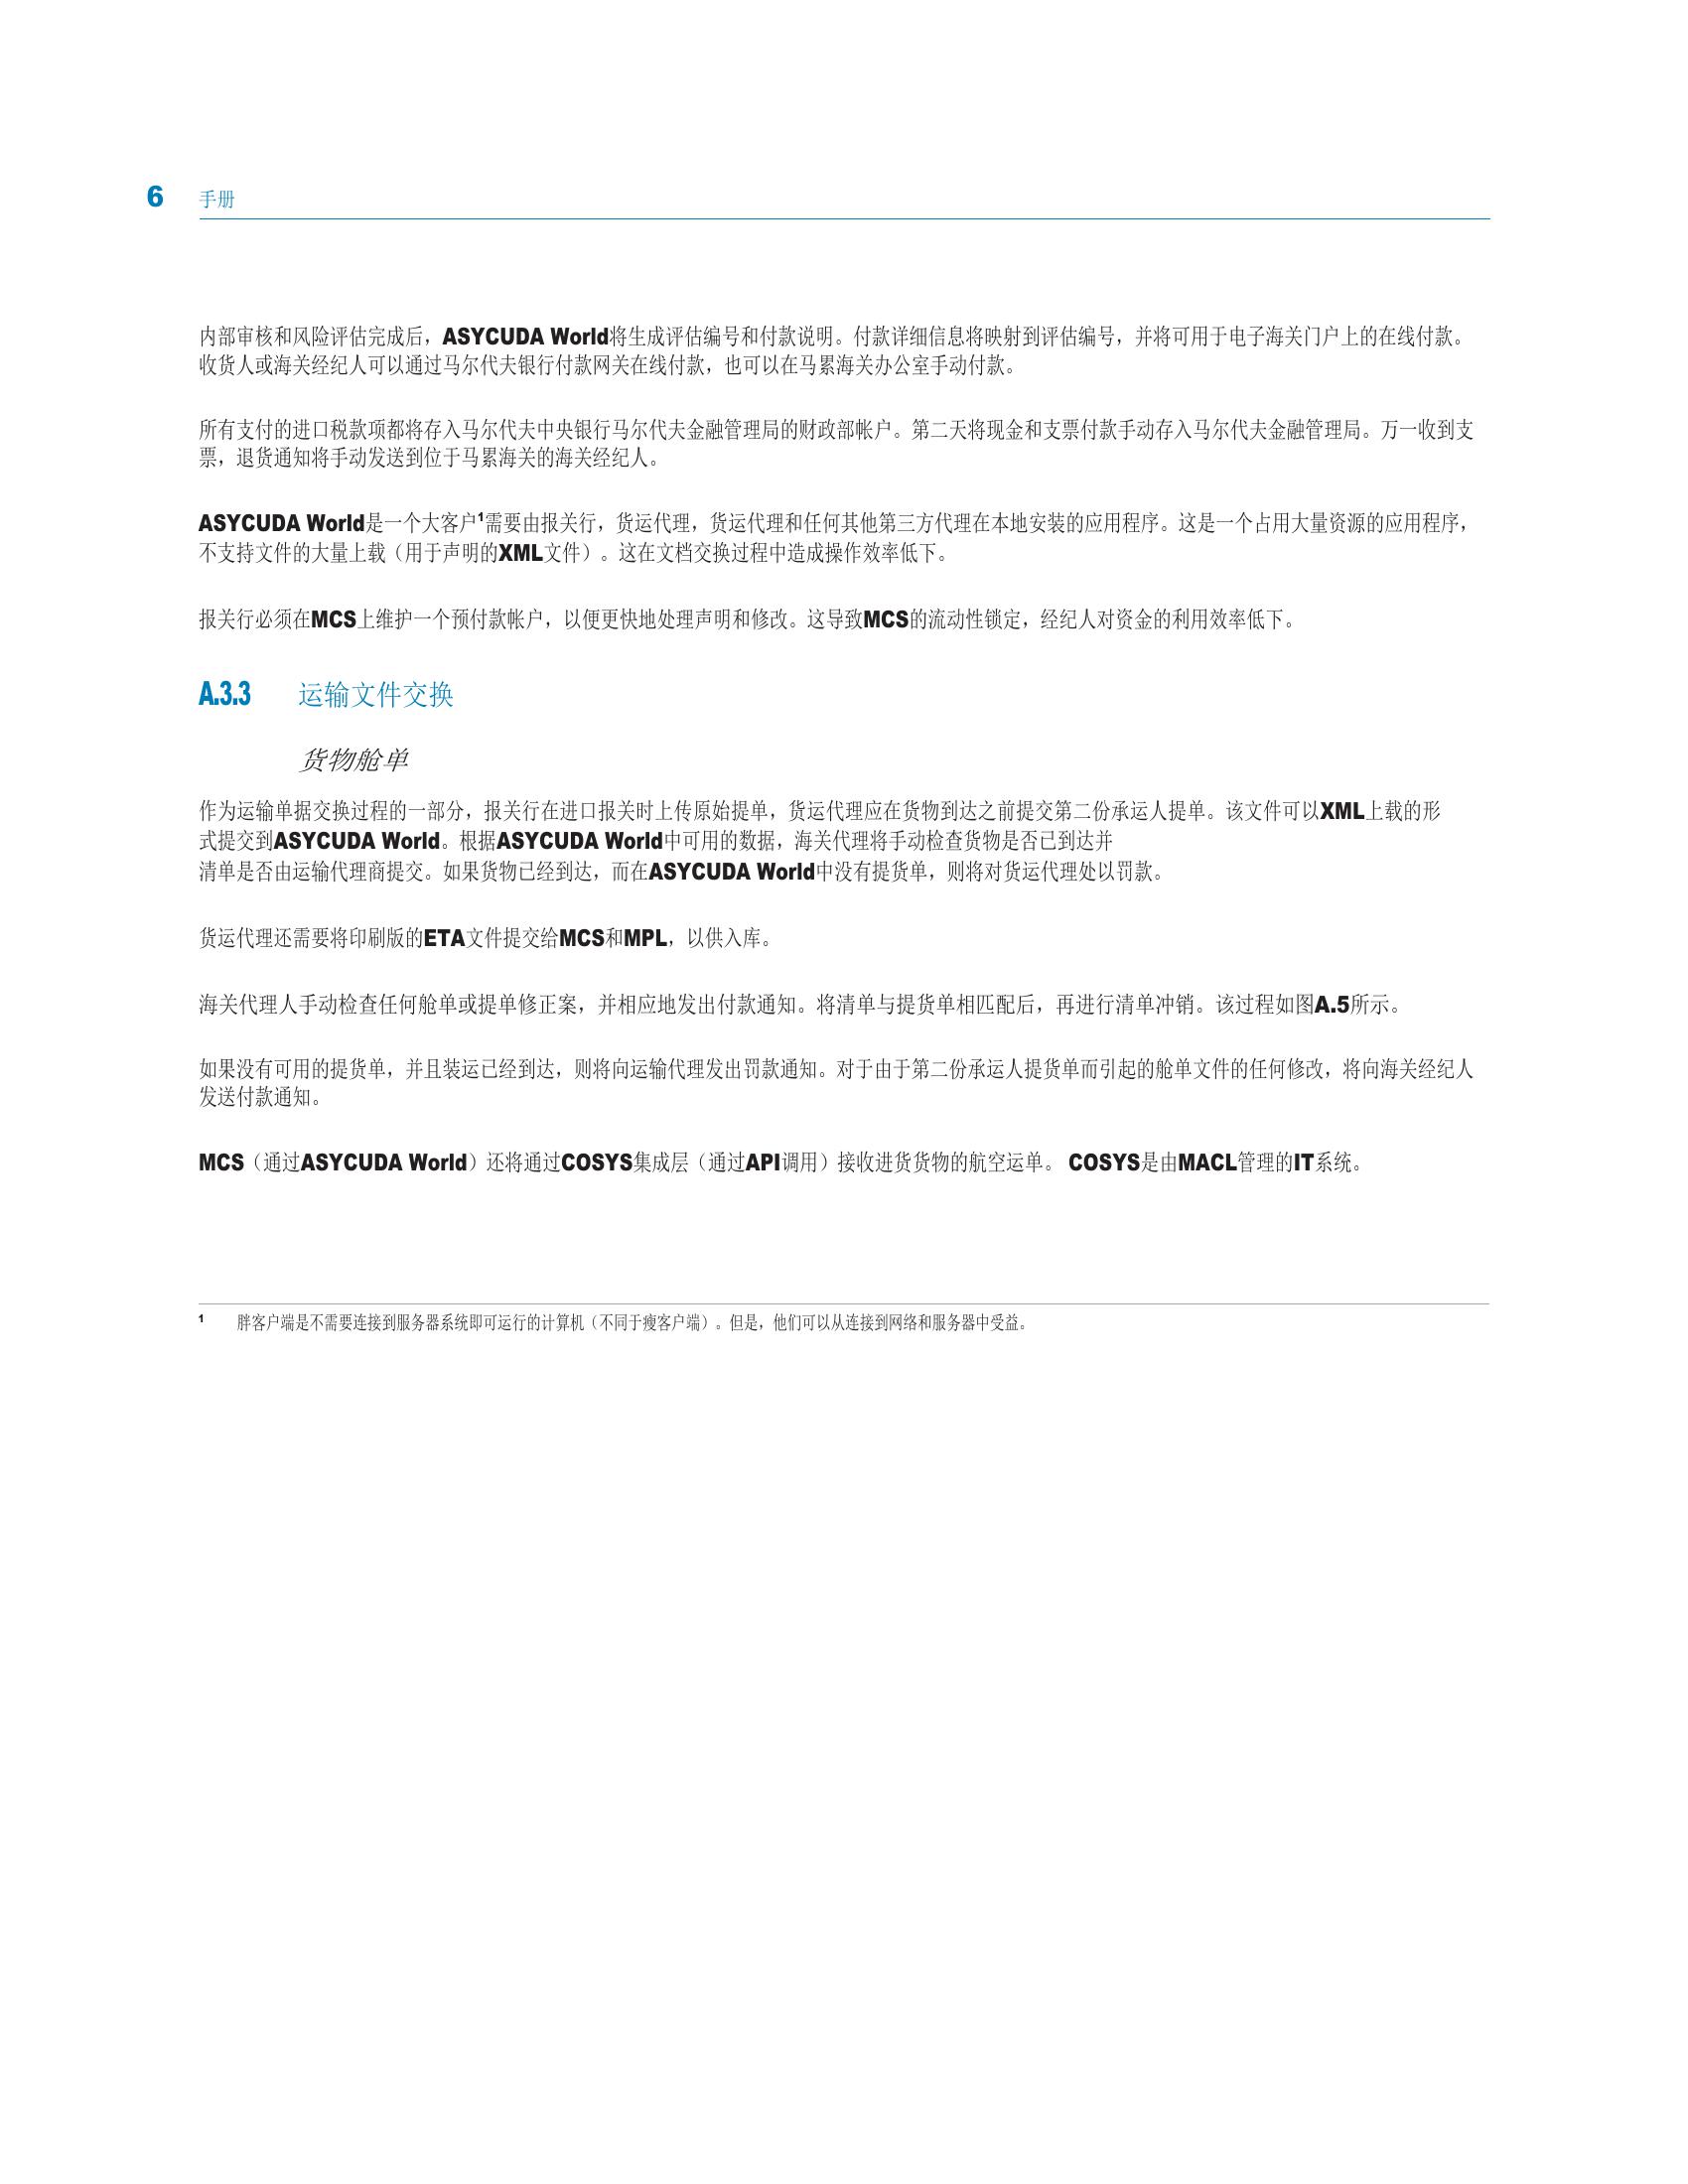 6 手册
内部审核和风险评估完成后，ASYCUDA World将生成评估编号和付款说明。付款详细信息将映射到评估编号，并将可用于电子海关门户上的在线付款。
收货人或海关经纪人可以通过马尔代夫银行付款网关在线付款，也可以在马累海关办公室手动付款。
所有支付的进口税款项都将存入马尔代夫中央银行马尔代夫金融管理局的财政部帐户。第二天将现金和支票付款手动存入马尔代夫金融管理局。万一收到支
票，退货通知将手动发送到位于马累海关的海关经纪人。
ASYCUDA World是一个大客户1需要由报关行，货运代理，货运代理和任何其他第三方代理在本地安装的应用程序。这是一个占用大量资源的应用程序，
不支持文件的大量上载（用于声明的XML文件）。这在文档交换过程中造成操作效率低下。
报关行必须在MCS上维护一个预付款帐户，以便更快地处理声明和修改。这导致MCS的流动性锁定，经纪人对资金的利用效率低下。
A.3.3 运输文件交换
货物舱单
作为运输单据交换过程的一部分，报关行在进口报关时上传原始提单，货运代理应在货物到达之前提交第二份承运人提单。该文件可以XML上载的形
式提交到ASYCUDA World。根据ASYCUDA World中可用的数据，海关代理将手动检查货物是否已到达并
清单是否由运输代理商提交。如果货物已经到达，而在ASYCUDA World中没有提货单，则将对货运代理处以罚款。
货运代理还需要将印刷版的ETA文件提交给MCS和MPL，以供入库。
海关代理人手动检查任何舱单或提单修正案，并相应地发出付款通知。将清单与提货单相匹配后，再进行清单冲销。该过程如图A.5所示。
如果没有可用的提货单，并且装运已经到达，则将向运输代理发出罚款通知。对于由于第二份承运人提货单而引起的舱单文件的任何修改，将向海关经纪人
发送付款通知。
MCS（通过ASYCUDA World）还将通过COSYS集成层（通过API调用）接收进货货物的航空运单。 COSYS是由MACL管理的IT系统。
1 胖客户端是不需要连接到服务器系统即可运行的计算机（不同于瘦客户端）。但是，他们可以从连接到网络和服务器中受益。